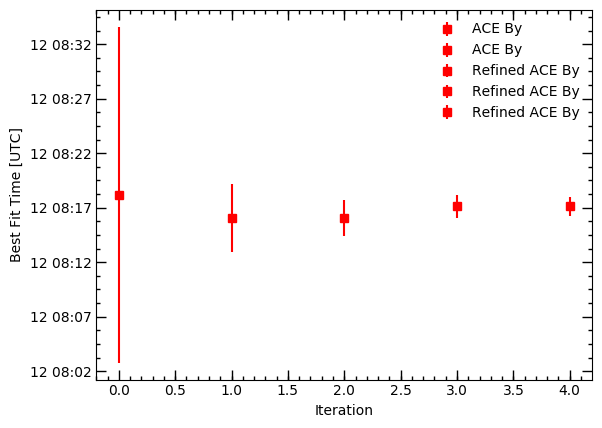 ACE By
ACE By
Refined ACE By
Refined ACE By
Refined ACE By
Best Fit Time [UTC]
12 08:32
12 08:27
12 08:22
12 08:17
12 08:12
12 08:07
12 08:02
0.0 0.5 1.0 1.5 2.0 2.5 3.0 3.5 4.0
Iteration